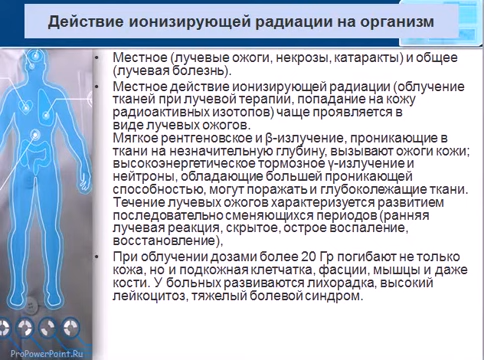 Действие ионизирующей радиации на организм
• Местное (лучевые ожоги, некрозы, катаракты) и общее
(лучевая болезнь).
• Местное действие ионизирующей радиации (облучение
тканей при лучевой терапии, попадание на кожу
радиоактивных изотопов) чаще проявляется в
виде лучевых ожогов.
Мягкое рентгеновское и β-излучение, проникающие в
ткани на незначительную глубину, вызывают ожоги кожи;
высокоэнергетическое тормозное γ-излучение и
нейтроны, обладающие большей проникающей
способностью, могут поражать и глубоколежащие ткани.
Течение лучевых ожогов характеризуется развитием
последовательно сменяющихся периодов (ранняя
лучевая реакция, скрытое, острое воспаление,
восстановление),
• При облучении дозами более 20 Гр погибают не только
кожа, но и подкожная клетчатка, фасции, мышцы и даже
кости. У больных развиваются лихорадка, высокий
лейкоцитоз, тяжелый болевой синдром.
ProPowerPoint.Ru